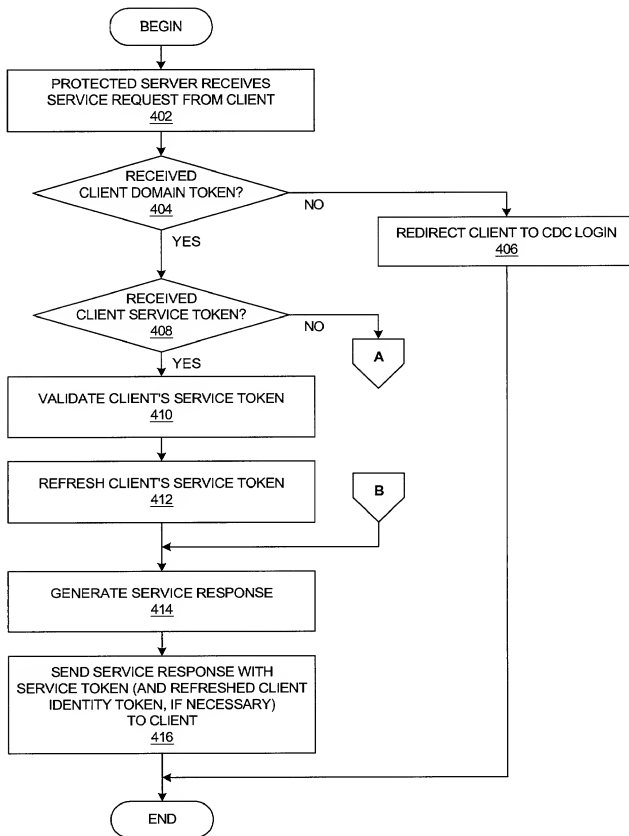 BEGIN
PROTECTED SERVER RECEIVES
SERVICE REQUEST FROM CLIENT
402
RECEIVED
CLIENT DOMAIN TOKEN?
404
NO
YES
REDIRECT CLIENT TO CDC LOGIN
406
RECEIVED
CLIENT SERVICE TOKEN?
408
NO
YES
A
VALIDATE CLIENT'S SERVICE TOKEN
410
REFRESH CLIENT'S SERVICE TOKEN
412
B
GENERATE SERVICE RESPONSE
414
SEND SERVICE RESPONSE WITH
SERVICE TOKEN (AND REFRESHED CLIENT
IDENTITY TOKEN, IF NECESSARY)
TO CLIENT
416
END